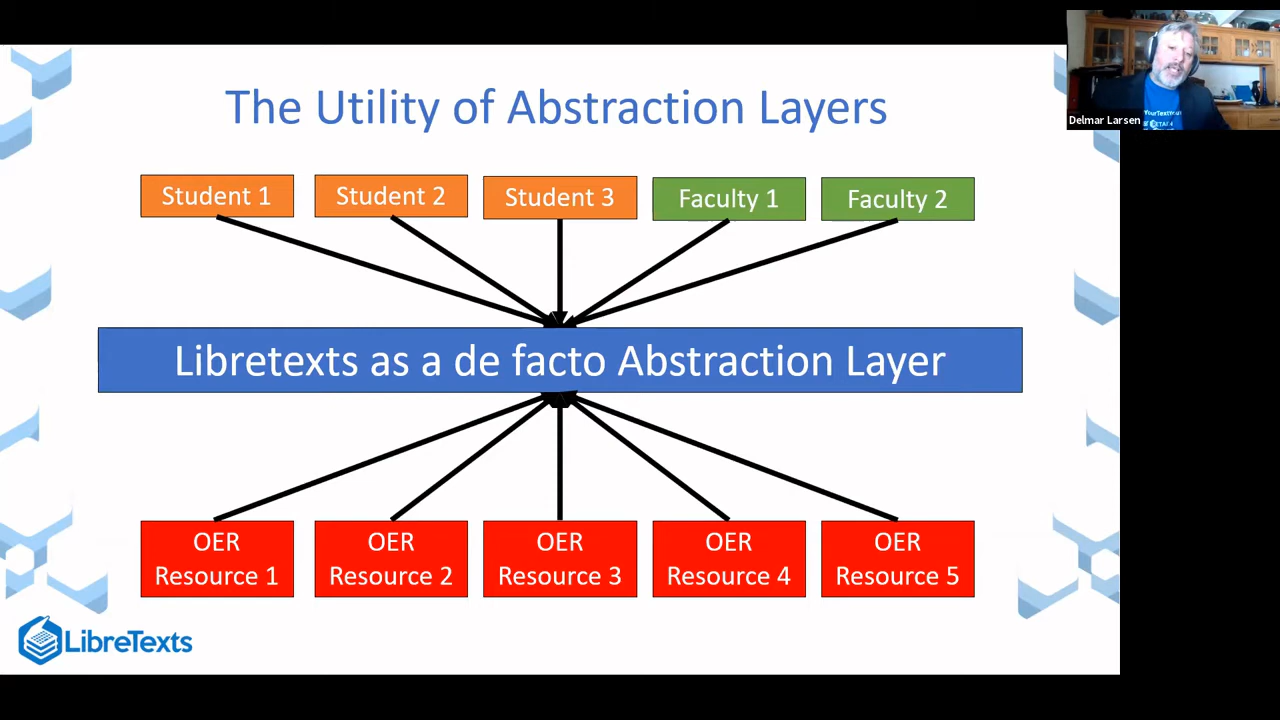 The Utility of Abstraction Layers
Delmar Larsen
Student 1
Student 2
Student 3
Faculty 1
Faculty 2
Libretexts as a de facto Abstraction Layer
OER
Resource 1
OER
Resource 2
OER
Resource 3
OER
Resource 4
OER
Resource 5
LibreTexts